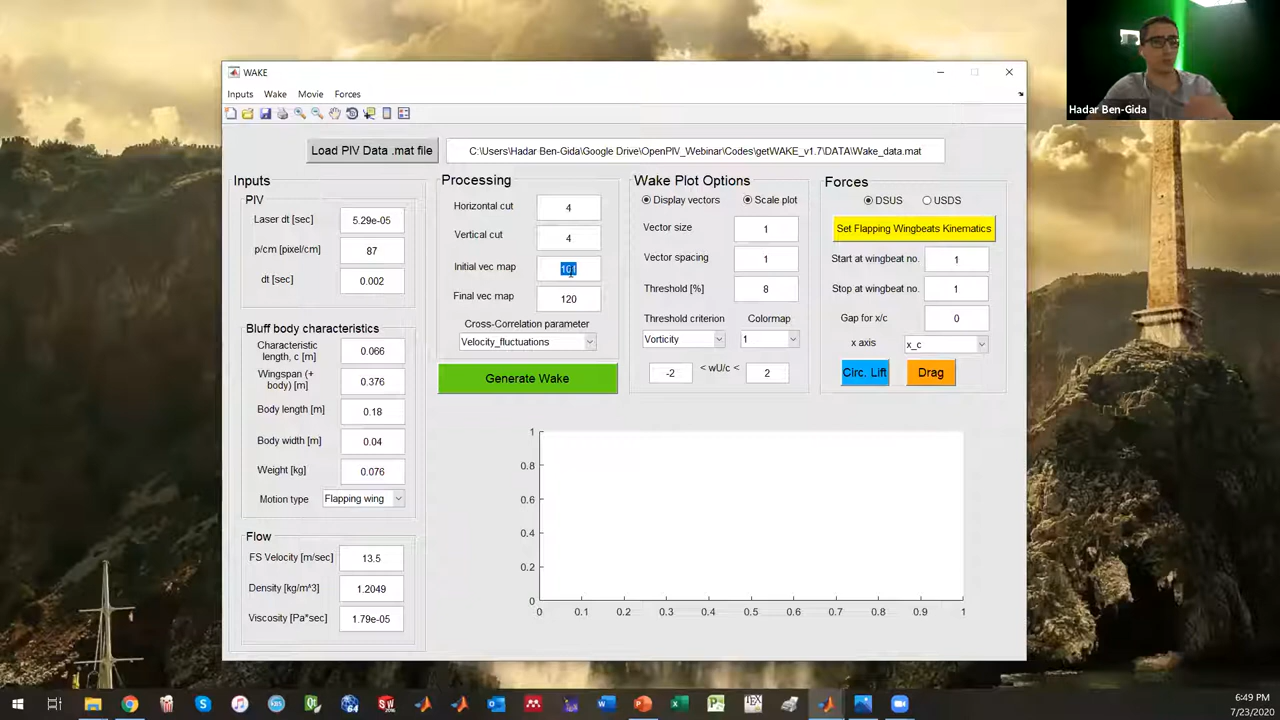 Hadar Ben-Gida
WAKE
Inputs Wake Movie Forces
Load PIV Data .mat file
C:\Users\Hadar Ben-Gida\Google Drive\OpenPIV_Webinar\Codes\getWAKE_v1.7\DATA\Wake_data.mat
Inputs
PIV
Laser dt [sec] 5.29e-05
p/cm [pixel/cm] 87
dt [sec] 0.002
Bluff body characteristics
Characteristic
length, c [m] 0.066
Wingspan (+
body) [m] 0.376
Body length [m] 0.18
Body width [m] 0.04
Weight [kg] 0.076
Motion type Flapping wing
Flow
FS Velocity [m/sec] 13.5
Density [kg/m^3] 1.2049
Viscosity [Pa*sec] 1.79e-05
Processing
Horizontal cut 4
Vertical cut 4
Initial vec map 101
Final vec map 120
Cross-Correlation parameter
Velocity_fluctuations
Generate Wake
Wake Plot Options
Display vectors Scale plot
Vector size 1
Vector spacing 1
Threshold [%] 8
Threshold criterion Colormap
Vorticity 1
-2 < wU/c < 2
Forces
DSUS USDS
Set Flapping Wingbeats Kinematics
Start at wingbeat no. 1
Stop at wingbeat no. 1
Gap for x/c 0
x axis x_c
Circ. Lift Drag
1
0.8
0.6
0.4
0.2
0
0 0.1 0.2 0.3 0.4 0.5 0.6 0.7 0.8 0.9 1
6:49 PM
7/23/2020